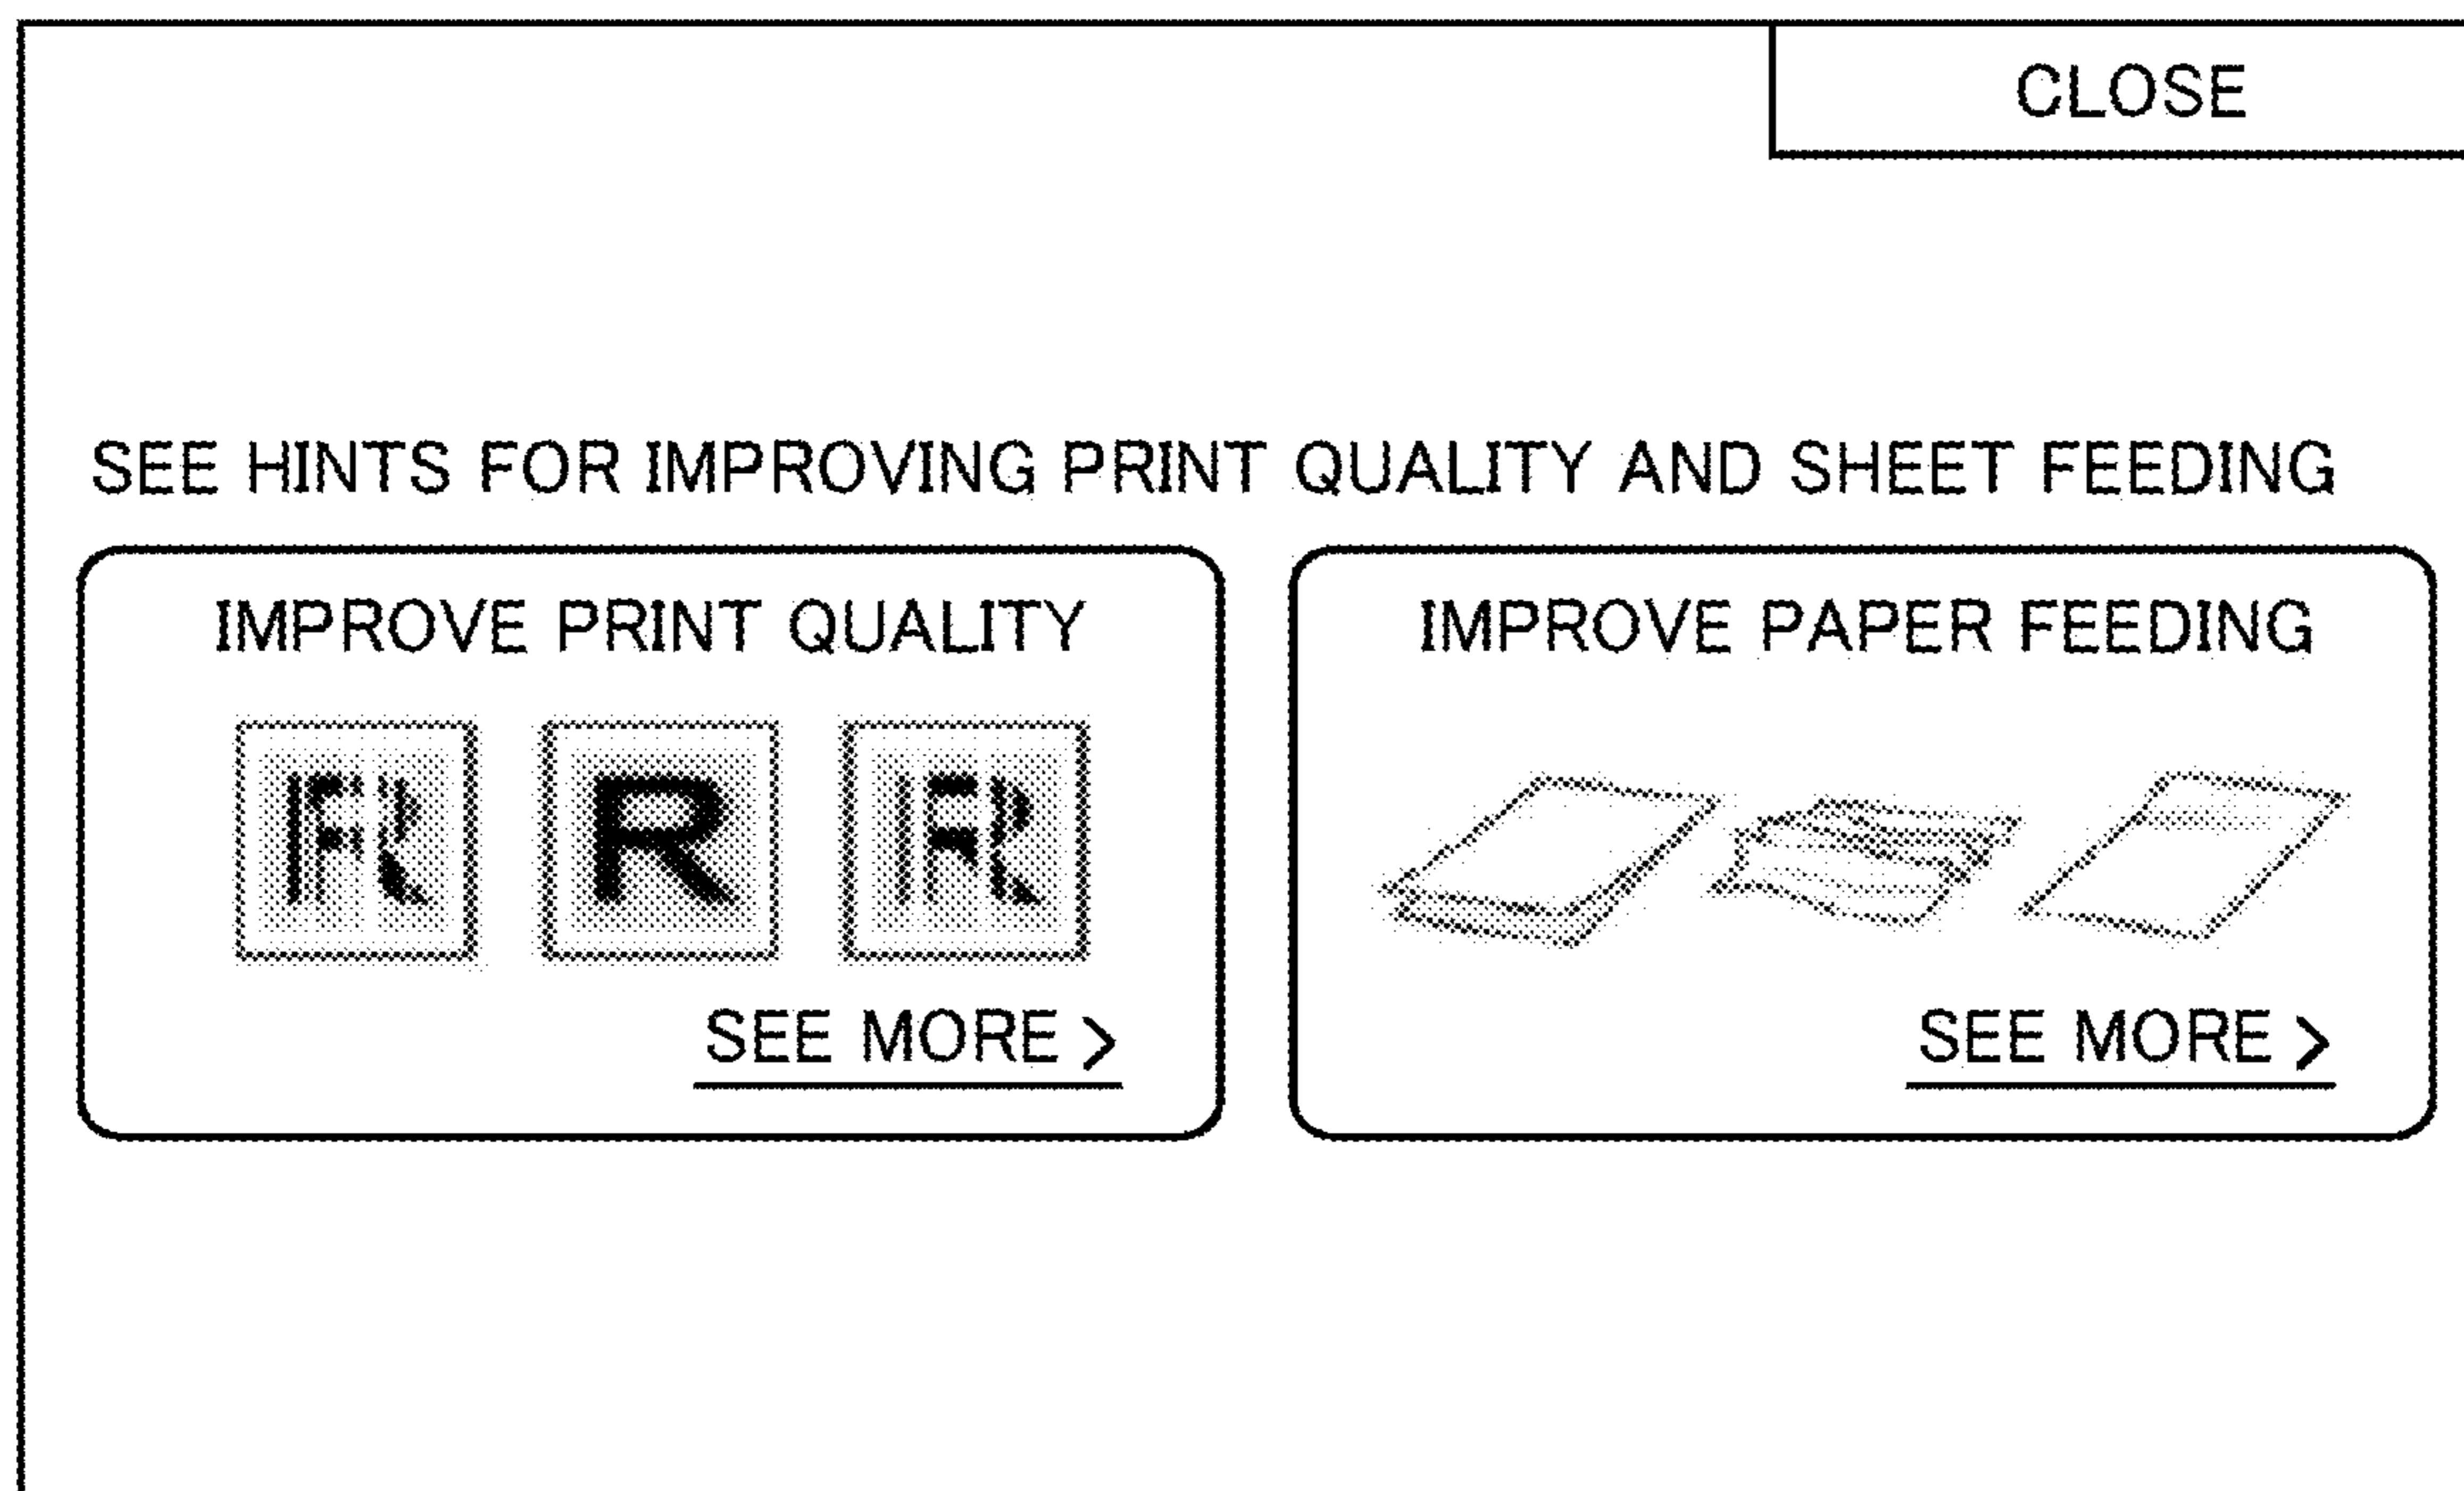 CLOSE
SEE HINTS FOR IMPROVING PRINT QUALITY AND SHEET FEEDING
IMPROVE PRINT QUALITY
R R R
SEE MORE >
IMPROVE PAPER FEEDING
SEE MORE >